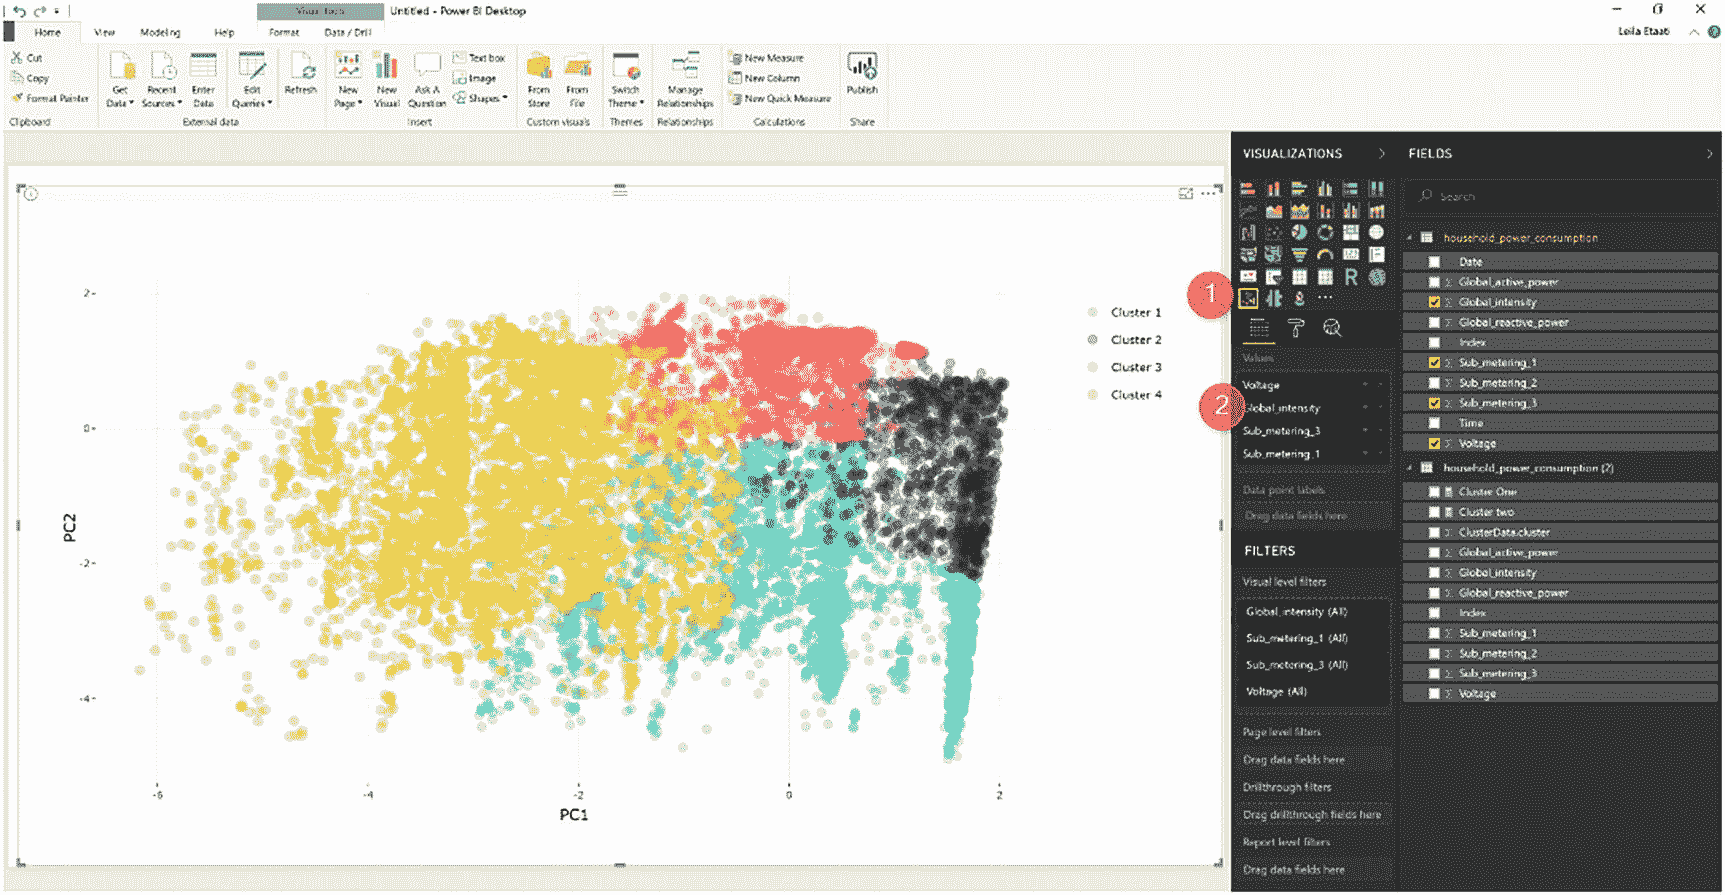 Visual Tools
Untitled - Power BI Desktop
Home View Modeling Help Format Data / Drill
Leila Etaati
Cut
Copy
Format Painter
Clipboard
Get Data
Recent Sources
Enter Data
Edit Queries
Refresh
External data
New Page
New Visual
Ask A Question
Text box
Image
Shapes
Insert
From Store
From File
Custom visuals
Switch Theme
Themes
Manage Relationships
Relationships
New Measure
New Column
New Quick Measure
Calculations
Publish
Share
2
0
-2
-4
PC2
-6 -4 -2 0 2
PC1
Cluster 1
Cluster 2
Cluster 3
Cluster 4
VISUALIZATIONS
R
1
Values
Voltage
2
Global_intensity
Sub_metering_3
Sub_metering_1
Data point labels
Drag data fields here
FILTERS
Visual level filters
Global_intensity (All)
Sub_metering_1 (All)
Sub_metering_3 (All)
Voltage (All)
Page level filters
Drag data fields here
Drillthrough filters
Drag drillthrough fields here
Report level filters
Drag data fields here
FIELDS
Search
household_power_consumption
Date
Σ Global_active_power
Σ Global_intensity
Σ Global_reactive_power
Index
Σ Sub_metering_1
Σ Sub_metering_2
Σ Sub_metering_3
Time
Σ Voltage
household_power_consumption (2)
Cluster One
Cluster two
Σ ClusterData.cluster
Σ Global_active_power
Σ Global_intensity
Σ Global_reactive_power
Index
Σ Sub_metering_1
Σ Sub_metering_2
Σ Sub_metering_3
Σ Voltage